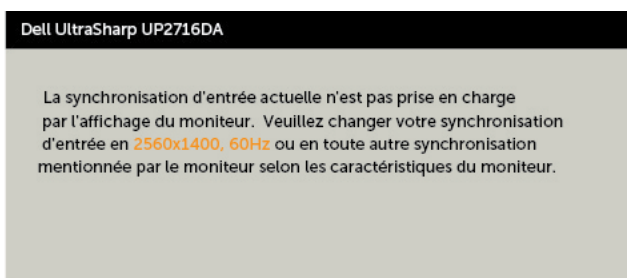 Dell UltraSharp UP2716DA
La synchronisation d'entrée actuelle n'est pas prise en charge
par l'affichage du moniteur. Veuillez changer votre synchronisation
d'entrée en 2560x1400, 60Hz ou en toute autre synchronisation
mentionnée par le moniteur selon les caractéristiques du moniteur.